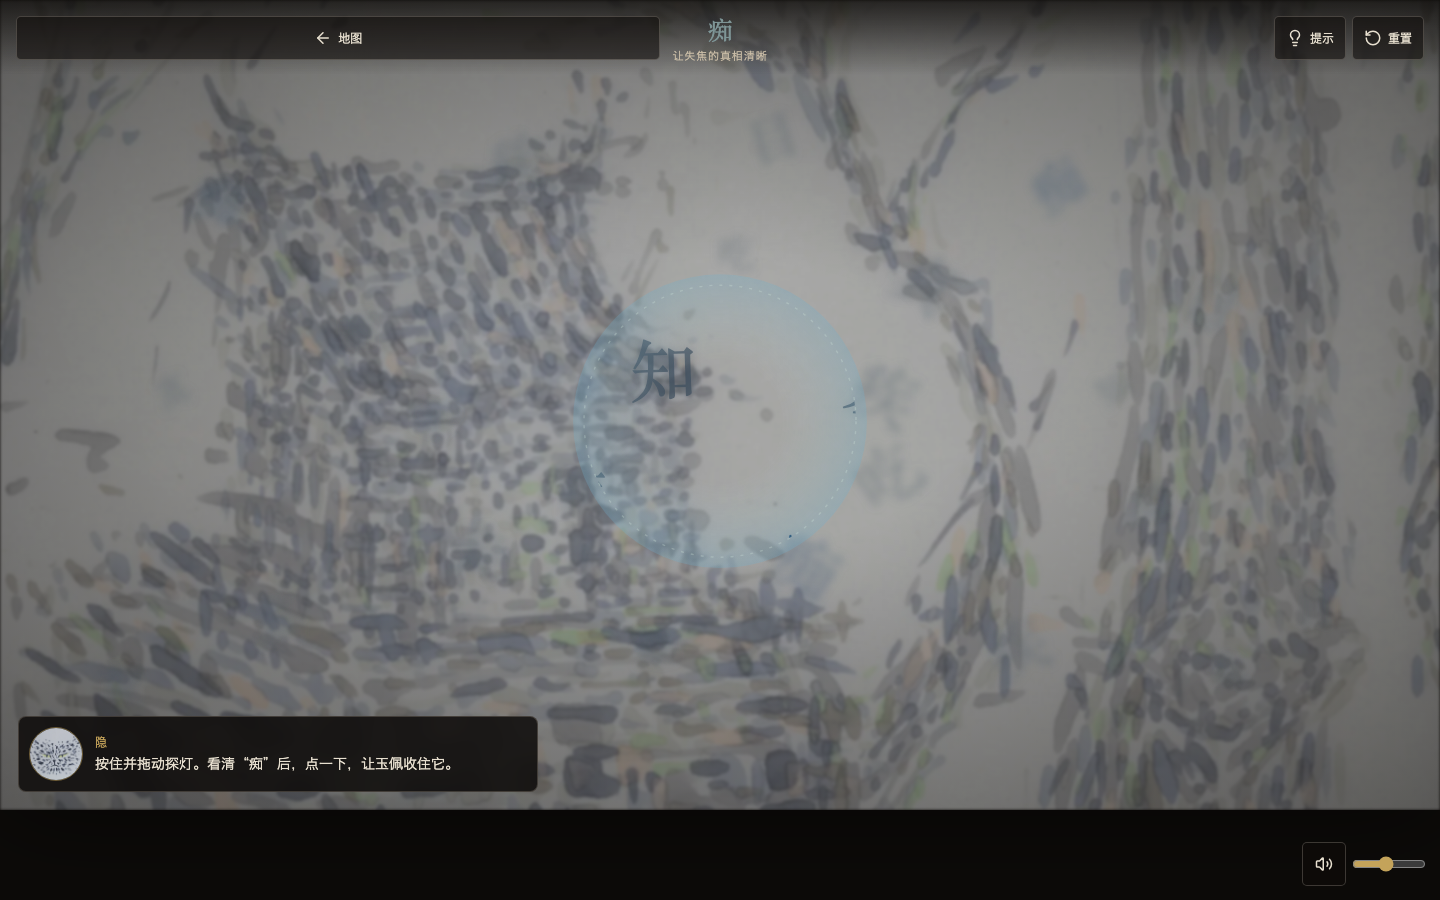 地图
痴
让失焦的真相清晰
提示
重置
知
隐
按住并拖动探灯。看清“痴”后，点一下，让玉佩收住它。